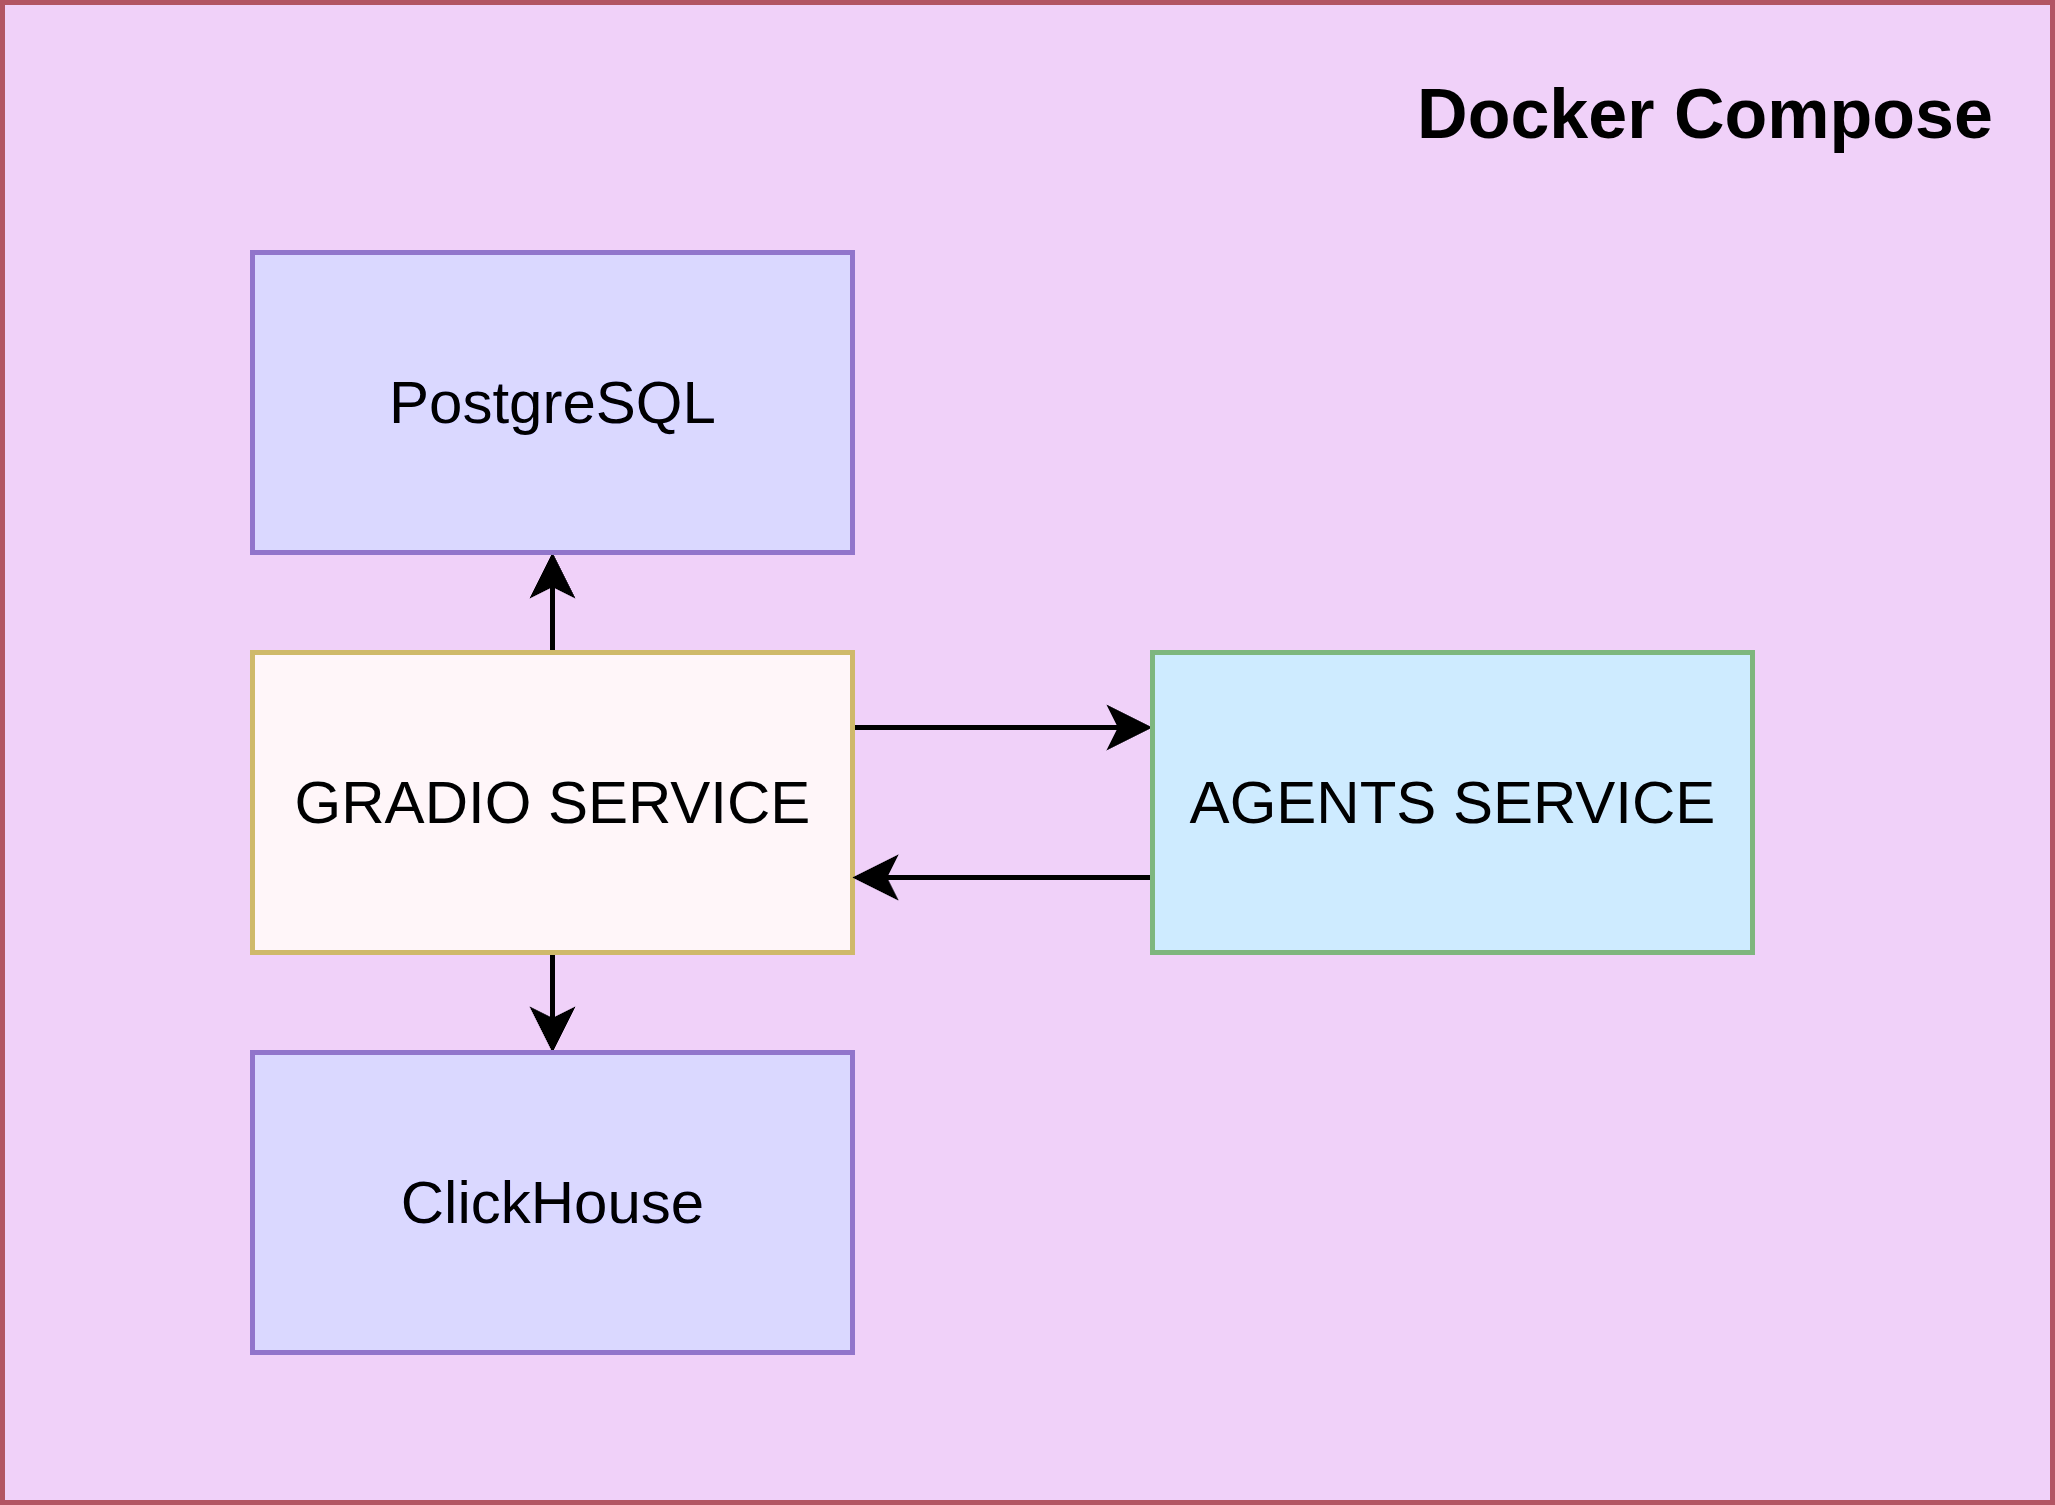 Docker Compose
PostgreSQL
GRADIO SERVICE
AGENTS SERVICE
ClickHouse